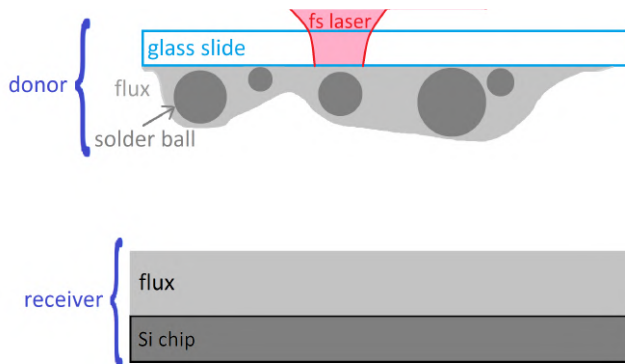 fs laser
glass slide
donor
flux
solder ball
flux
receiver
Si chip